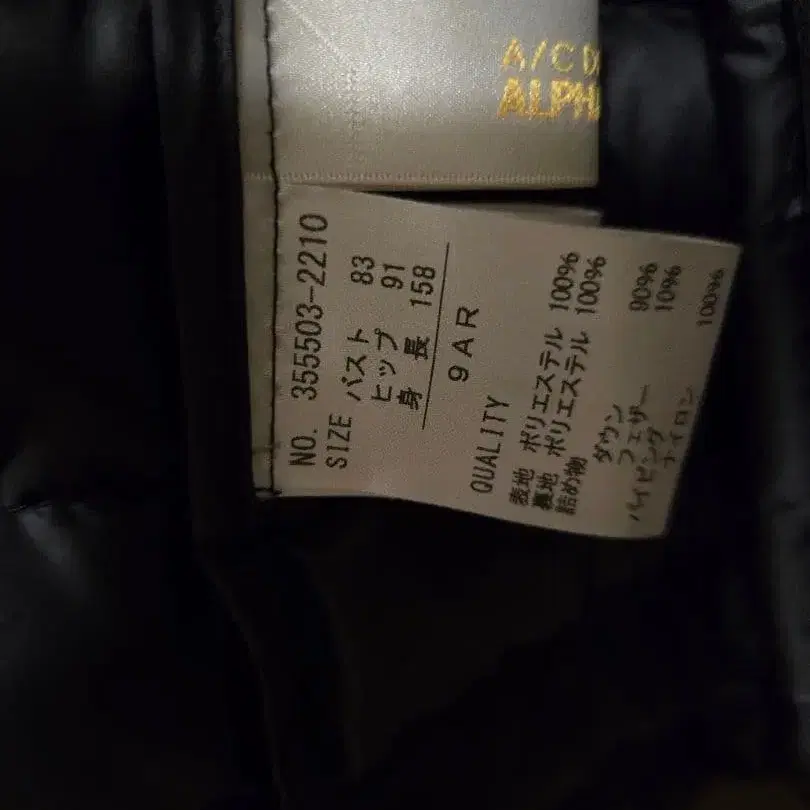 A/C D
ALPH
NO. 355503-2210
SIZE
バスト 83
ヒップ 91
身 長 158
9AR
QUALITY
表地 ポリエステル 100%
裏地 ポリエステル 100%
詰め物
ダウン 90%
フェザー 10%
パイピング
ナイロン 100%